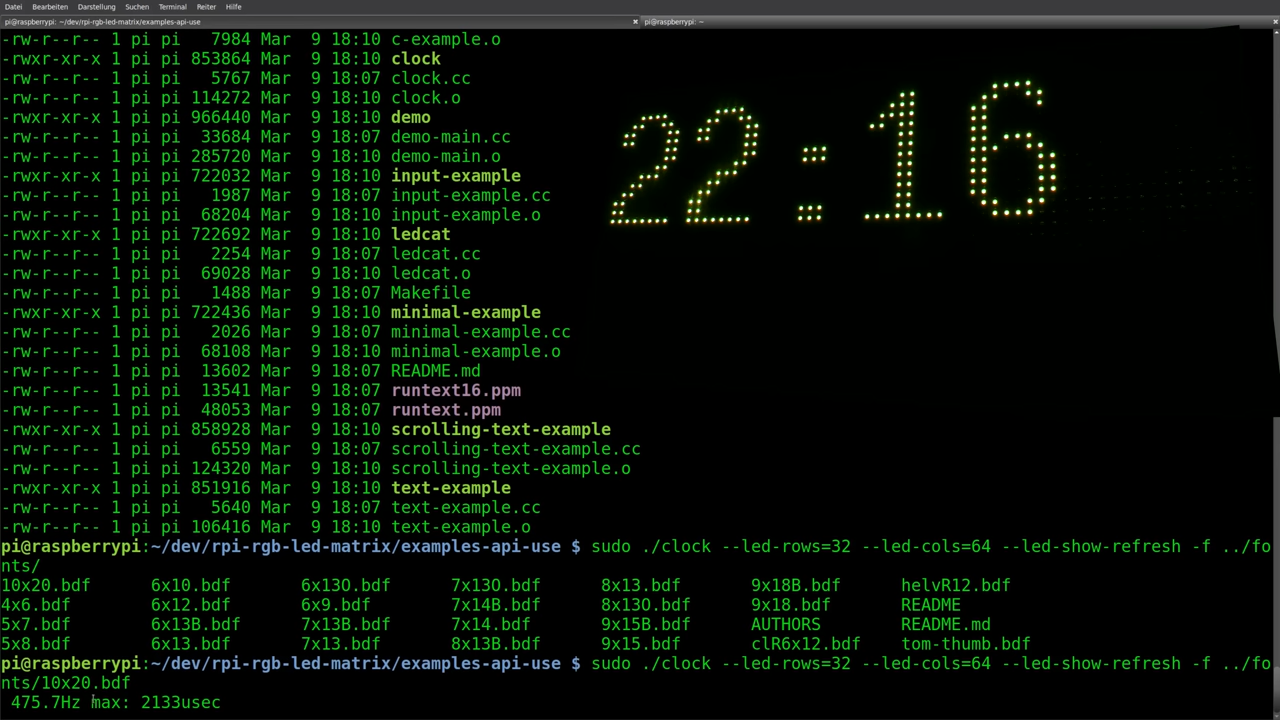 Datei Bearbeiten Darstellung Suchen Terminal Reiter Hilfe
pi@raspberrypi: ~/dev/rpi-rgb-led-matrix/examples-api-use pi@raspberrypi: ~
-rw-r--r-- 1 pi pi 7984 Mar 9 18:10 c-example.o
-rwxr-xr-x 1 pi pi 853864 Mar 9 18:10 clock
-rw-r--r-- 1 pi pi 5767 Mar 9 18:07 clock.cc
-rw-r--r-- 1 pi pi 114272 Mar 9 18:10 clock.o
-rwxr-xr-x 1 pi pi 966440 Mar 9 18:10 demo
-rw-r--r-- 1 pi pi 33684 Mar 9 18:07 demo-main.cc
-rw-r--r-- 1 pi pi 285720 Mar 9 18:10 demo-main.o
-rwxr-xr-x 1 pi pi 722032 Mar 9 18:10 input-example
-rw-r--r-- 1 pi pi 1987 Mar 9 18:07 input-example.cc
-rw-r--r-- 1 pi pi 68204 Mar 9 18:10 input-example.o
-rwxr-xr-x 1 pi pi 722692 Mar 9 18:10 ledcat
-rw-r--r-- 1 pi pi 2254 Mar 9 18:07 ledcat.cc
-rw-r--r-- 1 pi pi 69028 Mar 9 18:10 ledcat.o
-rw-r--r-- 1 pi pi 1488 Mar 9 18:07 Makefile
-rwxr-xr-x 1 pi pi 722436 Mar 9 18:10 minimal-example
-rw-r--r-- 1 pi pi 2026 Mar 9 18:07 minimal-example.cc
-rw-r--r-- 1 pi pi 68108 Mar 9 18:10 minimal-example.o
-rw-r--r-- 1 pi pi 13602 Mar 9 18:07 README.md
-rw-r--r-- 1 pi pi 13541 Mar 9 18:07 runtext16.ppm
-rw-r--r-- 1 pi pi 48053 Mar 9 18:07 runtext.ppm
-rwxr-xr-x 1 pi pi 858928 Mar 9 18:10 scrolling-text-example
-rw-r--r-- 1 pi pi 6559 Mar 9 18:07 scrolling-text-example.cc
-rw-r--r-- 1 pi pi 124320 Mar 9 18:10 scrolling-text-example.o
-rwxr-xr-x 1 pi pi 851916 Mar 9 18:10 text-example
-rw-r--r-- 1 pi pi 5640 Mar 9 18:07 text-example.cc
-rw-r--r-- 1 pi pi 106416 Mar 9 18:10 text-example.o
pi@raspberrypi:~/dev/rpi-rgb-led-matrix/examples-api-use $ sudo ./clock --led-rows=32 --led-cols=64 --led-show-refresh -f ../fo
nts/
10x20.bdf 6x10.bdf 6x13O.bdf 7x13O.bdf 8x13.bdf 9x18B.bdf helvR12.bdf
4x6.bdf 6x12.bdf 6x9.bdf 7x14B.bdf 8x13O.bdf 9x18.bdf README
5x7.bdf 6x13B.bdf 7x13B.bdf 7x14.bdf 9x15B.bdf AUTHORS README.md
5x8.bdf 6x13.bdf 7x13.bdf 8x13B.bdf 9x15.bdf clR6x12.bdf tom-thumb.bdf
pi@raspberrypi:~/dev/rpi-rgb-led-matrix/examples-api-use $ sudo ./clock --led-rows=32 --led-cols=64 --led-show-refresh -f ../fo
nts/10x20.bdf
475.7Hz max: 2133usec
22:16